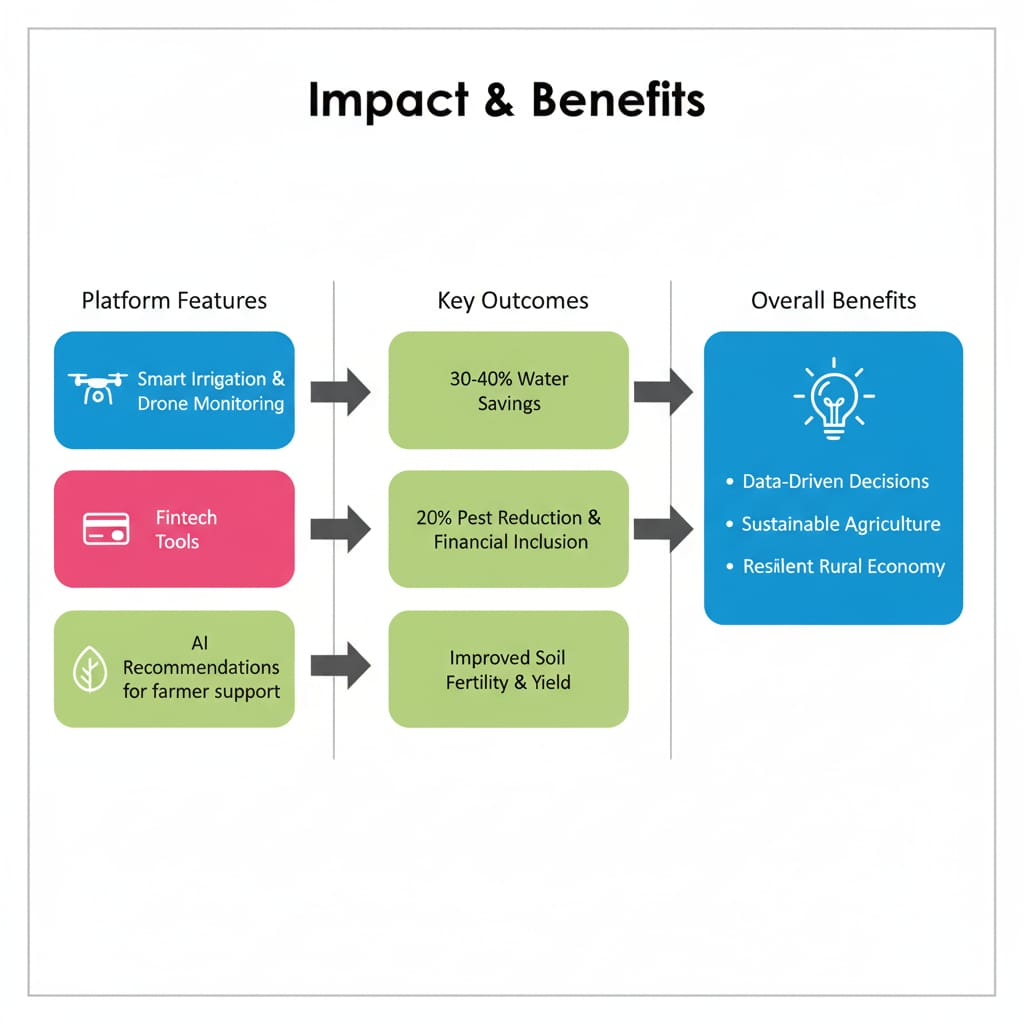 Impact & Benefits
Platform Features
Key Outcomes
Overall Benefits
Smart Irrigation &
Drone Monitoring
30-40% Water
Savings
Fintech
Tools
20% Pest Reduction &
Financial Inclusion
AI
Recommendations
for farmer support
Improved Soil
Fertility & Yield
• Data-Driven Decisions
• Sustainable Agriculture
• Resilient Rural Economy